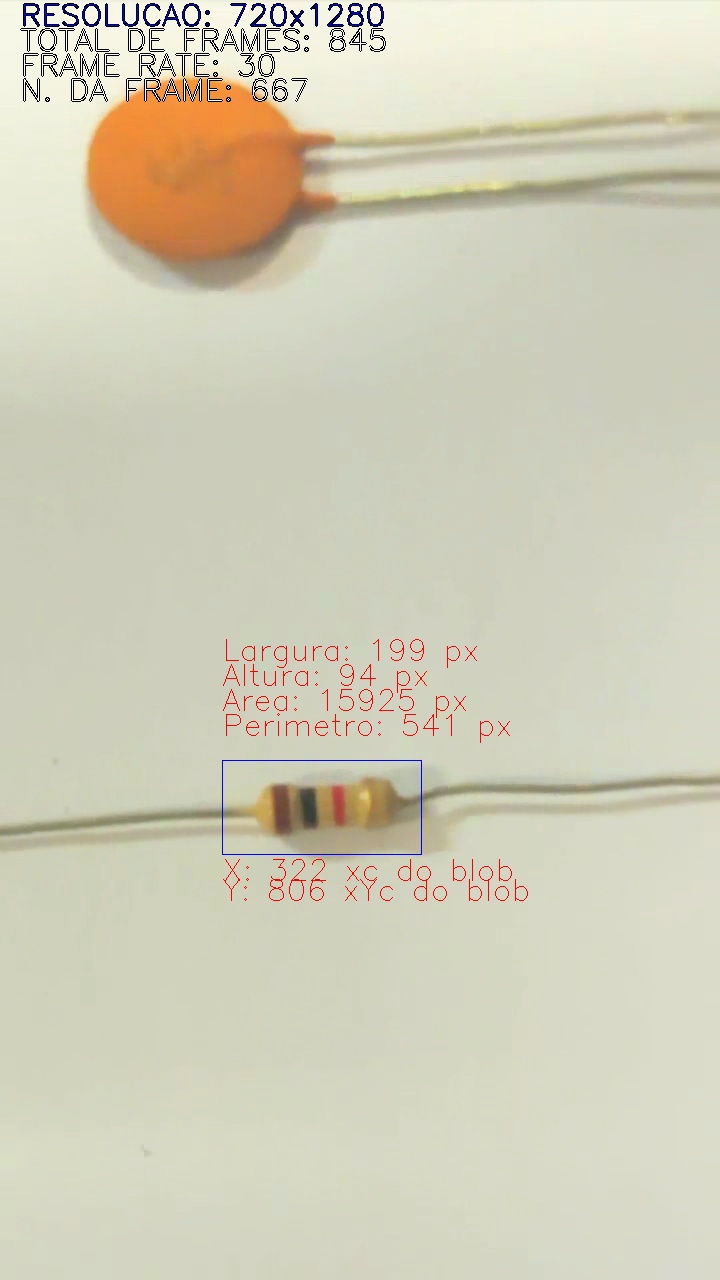 RESOLUCAO: 720x1280
TOTAL DE FRAMES: 845
FRAME RATE: 30
N. DA FRAME: 667
Largura: 199 px
Altura: 94 px
Area: 15925 px
Perimetro: 541 px
X: 322 xc do blob
Y: 806 xYc do blob